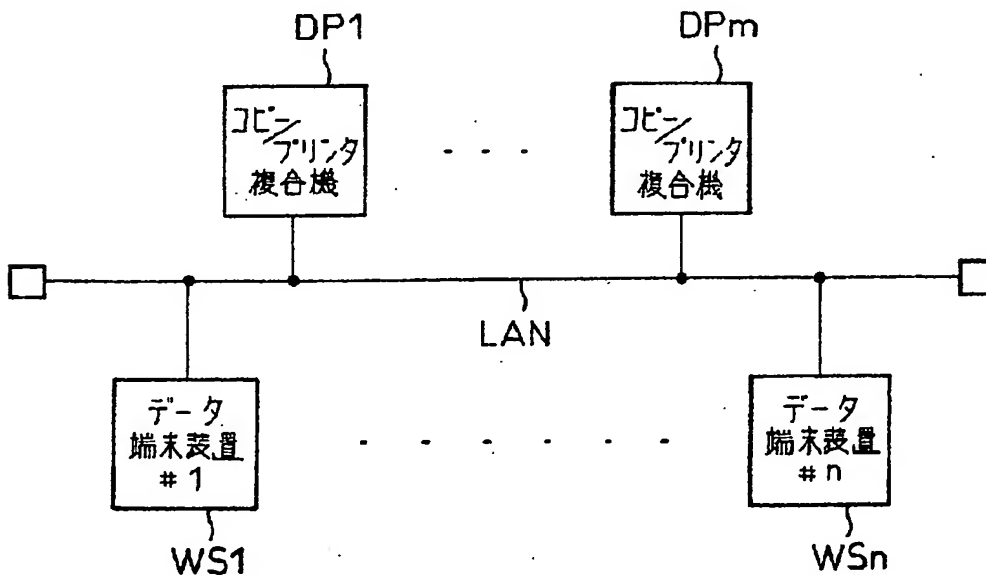 DP1
DPm
コピー/
プリンタ
複合機
コピー/
プリンタ
複合機
LAN
データ
端末装置
#1
データ
端末装置
#n
WS1
WSn